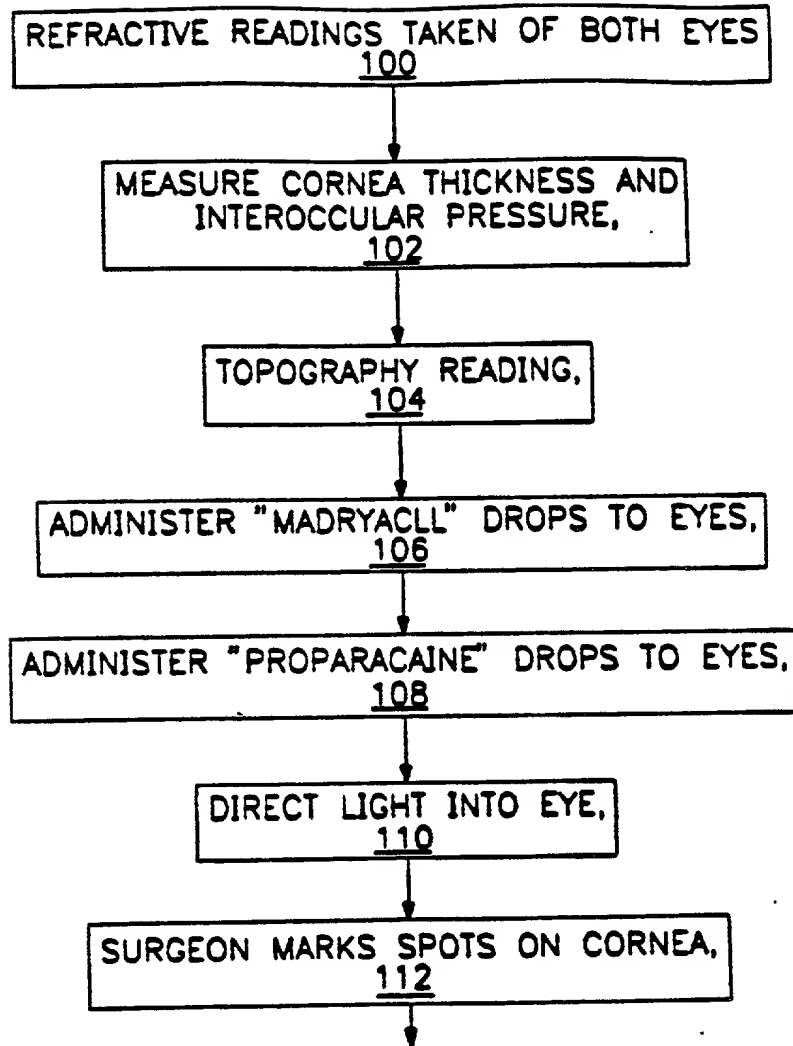 REFRACTIVE READINGS TAKEN OF BOTH EYES
100
MEASURE CORNEA THICKNESS AND
INTEROCCULAR PRESSURE,
102
TOPOGRAPHY READING,
104
ADMINISTER "MADRYACLL" DROPS TO EYES,
106
ADMINISTER "PROPARACAINE" DROPS TO EYES,
108
DIRECT LIGHT INTO EYE,
110
SURGEON MARKS SPOTS ON CORNEA,
112